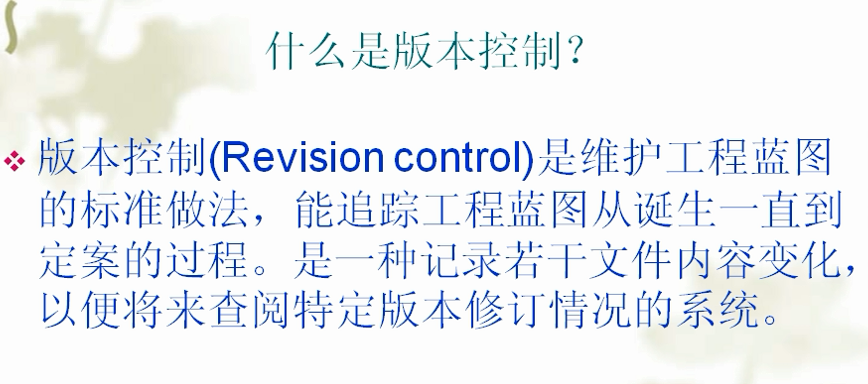 什么是版本控制？
版本控制(Revision control)是维护工程蓝图
的标准做法，能追踪工程蓝图从诞生一直到
定案的过程。是一种记录若干文件内容变化，
以便将来查阅特定版本修订情况的系统。